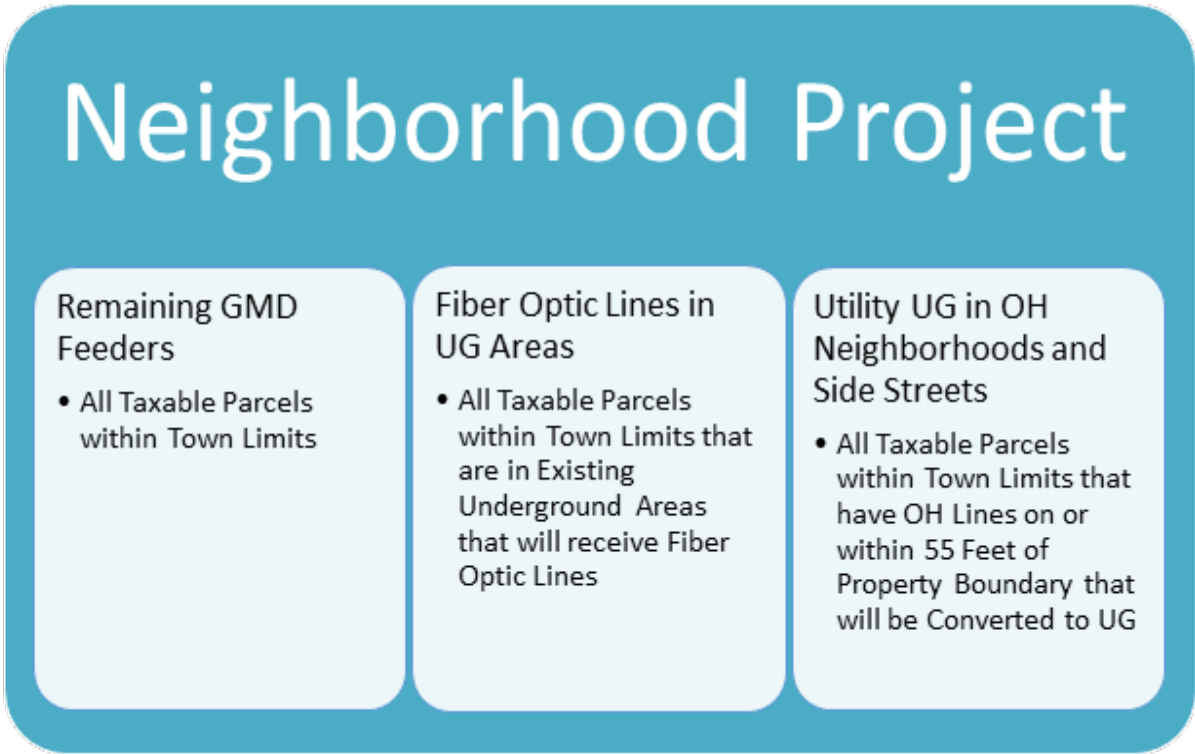 Neighborhood Project
Remaining GMD
Feeders
• All Taxable Parcels
within Town Limits
Fiber Optic Lines in
UG Areas
• All Taxable Parcels
within Town Limits that
are in Existing
Underground Areas
that will receive Fiber
Optic Lines
Utility UG in OH
Neighborhoods and
Side Streets
• All Taxable Parcels
within Town Limits that
have OH Lines on or
within 55 Feet of
Property Boundary that
will be Converted to UG